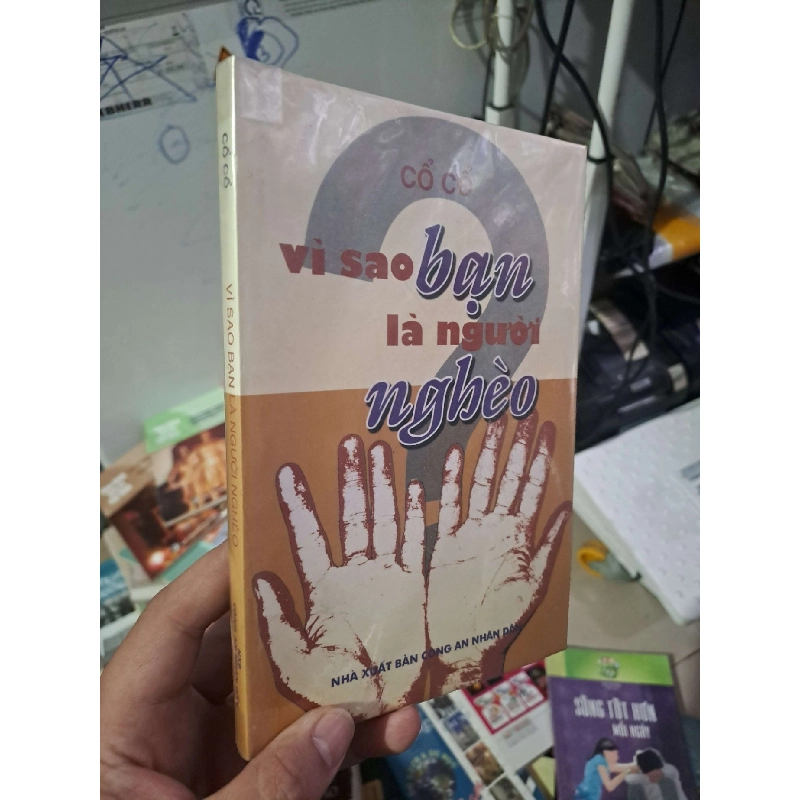 CỔ CỔ
vì sao bạn
là người
nghèo
NHÀ XUẤT BẢN CÔNG AN NHÂN DÂN
CỔ CỔ
VÌ SAO BẠN LÀ NGƯỜI NGHÈO
LIEBHERR
SỐNG TỐT HƠN
MỖI NGÀY